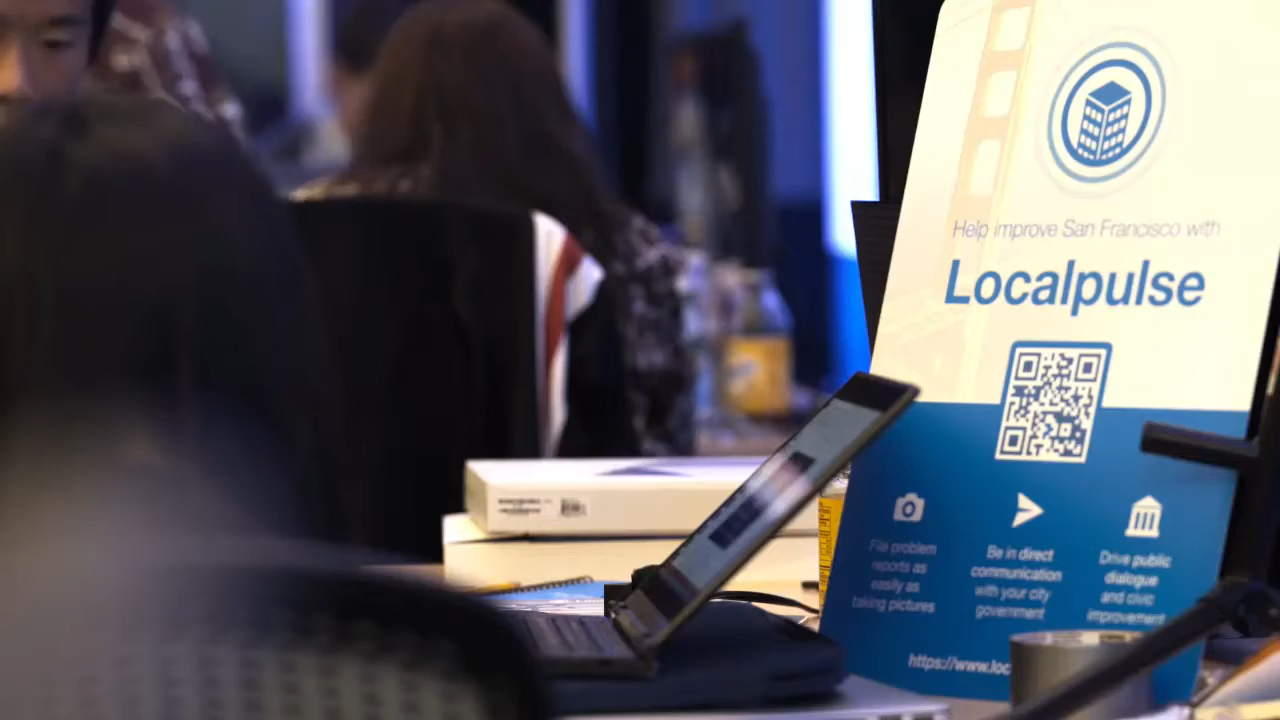 Help improve San Francisco with
Localpulse
File problem
reports as
easily as
taking pictures
Be in direct
communication
with your city
government
Drive public
dialogue
and civic
improvement
https://www.loc